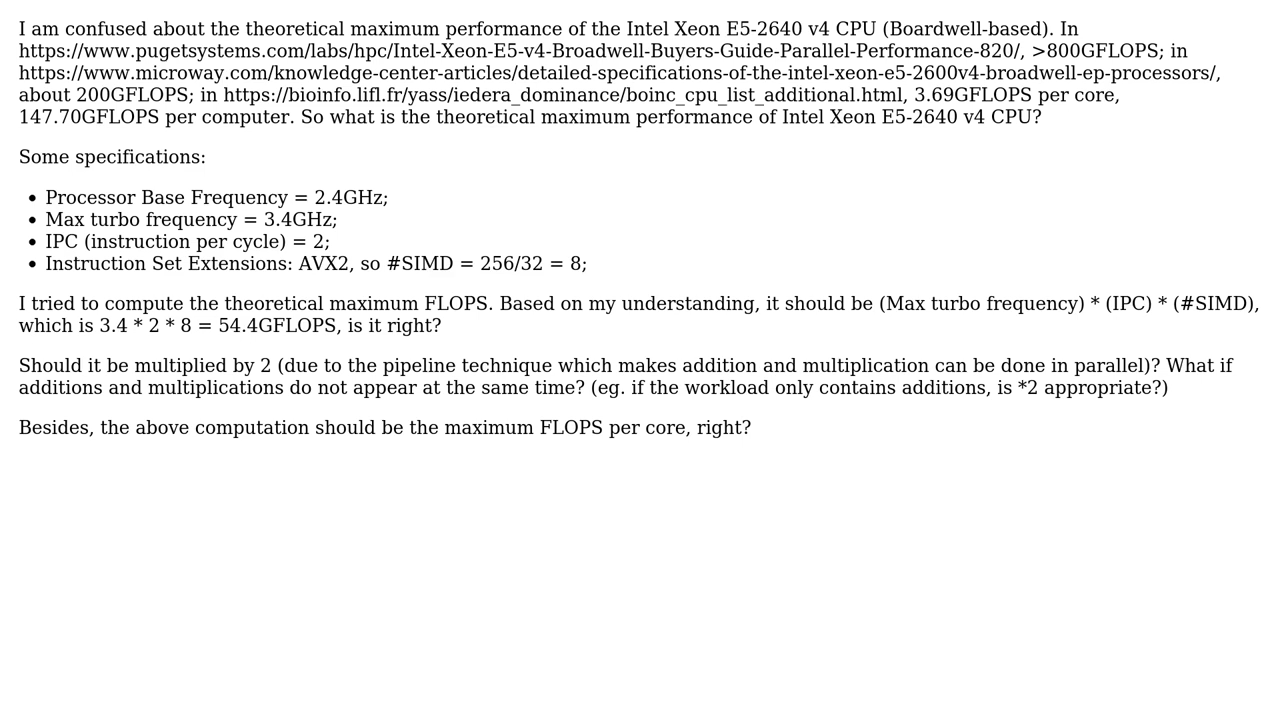 I am confused about the theoretical maximum performance of the Intel Xeon E5-2640 v4 CPU (Boardwell-based). In
https://www.pugetsystems.com/labs/hpc/Intel-Xeon-E5-v4-Broadwell-Buyers-Guide-Parallel-Performance-820/, >800GFLOPS; in
https://www.microway.com/knowledge-center-articles/detailed-specifications-of-the-intel-xeon-e5-2600v4-broadwell-ep-processors/,
about 200GFLOPS; in https://bioinfo.lifl.fr/yass/iedera_dominance/boinc_cpu_list_additional.html, 3.69GFLOPS per core,
147.70GFLOPS per computer. So what is the theoretical maximum performance of Intel Xeon E5-2640 v4 CPU?
Some specifications:
• Processor Base Frequency = 2.4GHz;
• Max turbo frequency = 3.4GHz;
• IPC (instruction per cycle) = 2;
• Instruction Set Extensions: AVX2, so #SIMD = 256/32 = 8;
I tried to compute the theoretical maximum FLOPS. Based on my understanding, it should be (Max turbo frequency) * (IPC) * (#SIMD),
which is 3.4 * 2 * 8 = 54.4GFLOPS, is it right?
Should it be multiplied by 2 (due to the pipeline technique which makes addition and multiplication can be done in parallel)? What if
additions and multiplications do not appear at the same time? (eg. if the workload only contains additions, is *2 appropriate?)
Besides, the above computation should be the maximum FLOPS per core, right?